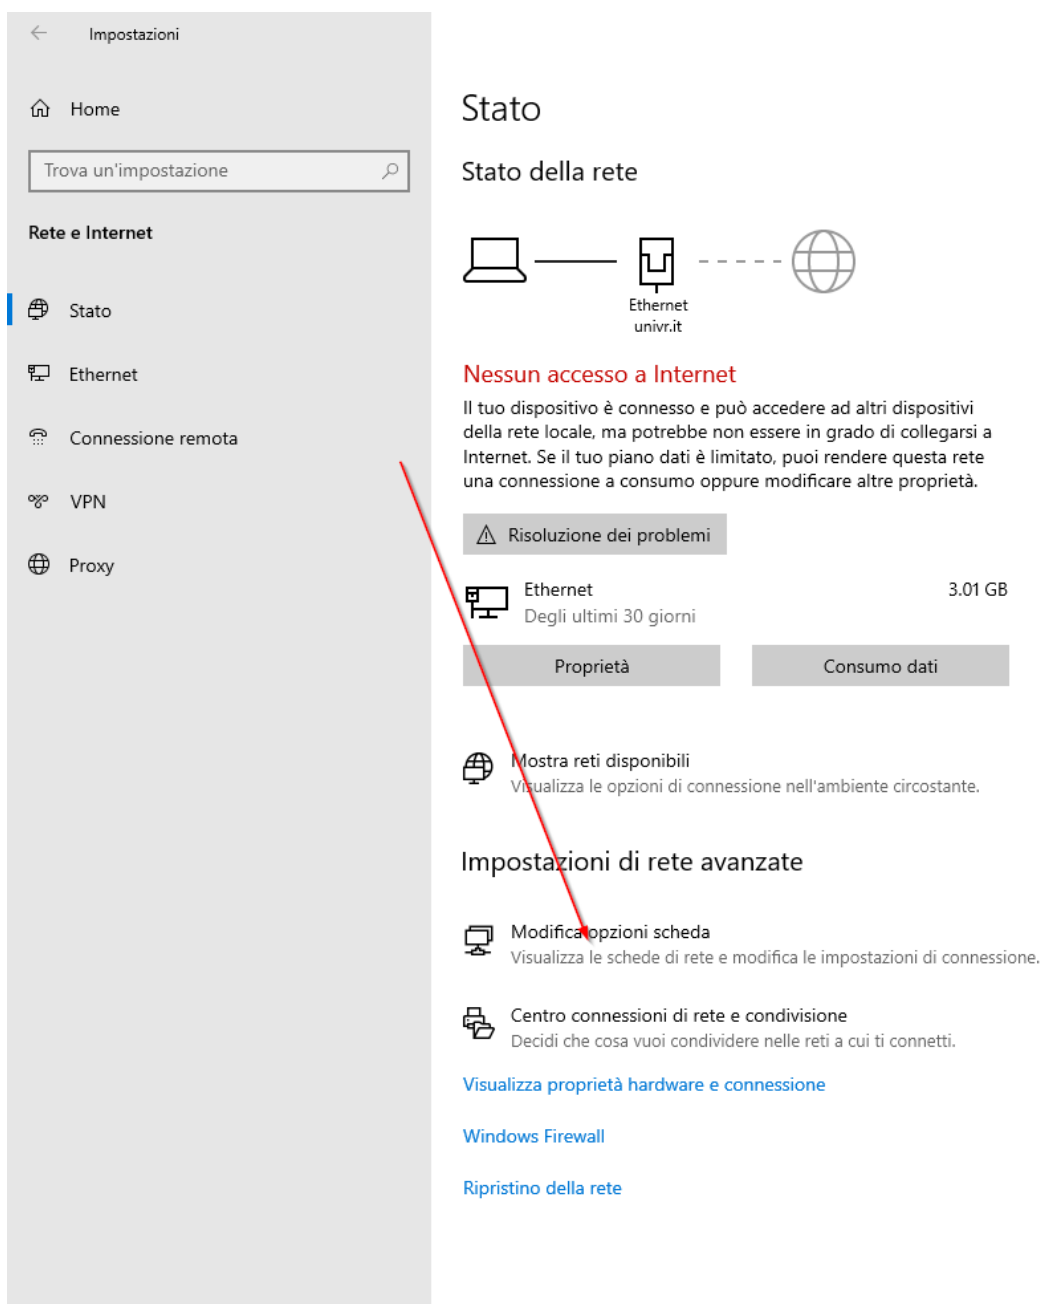 Impostazioni
Home
Trova un'impostazione
Rete e Internet
Stato
Ethernet
Connessione remota
VPN
Proxy
Stato
Stato della rete
Ethernet
univr.it
Nessun accesso a Internet
Il tuo dispositivo è connesso e può accedere ad altri dispositivi
della rete locale, ma potrebbe non essere in grado di collegarsi a
Internet. Se il tuo piano dati è limitato, puoi rendere questa rete
una connessione a consumo oppure modificare altre proprietà.
Risoluzione dei problemi
Ethernet 3.01 GB
Degli ultimi 30 giorni
Proprietà Consumo dati
Mostra reti disponibili
Visualizza le opzioni di connessione nell'ambiente circostante.
Impostazioni di rete avanzate
Modifica opzioni scheda
Visualizza le schede di rete e modifica le impostazioni di connessione.
Centro connessioni di rete e condivisione
Decidi che cosa vuoi condividere nelle reti a cui ti connetti.
Visualizza proprietà hardware e connessione
Windows Firewall
Ripristino della rete